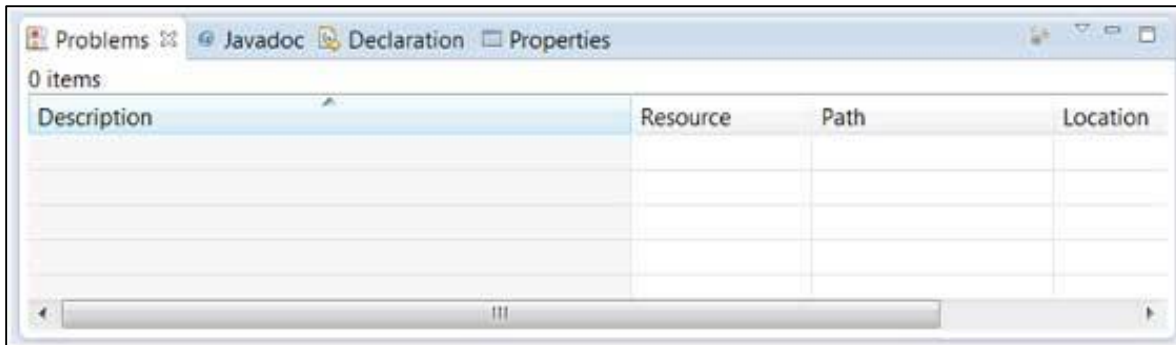 Problems Javadoc Declaration Properties
0 items
Description Resource Path Location